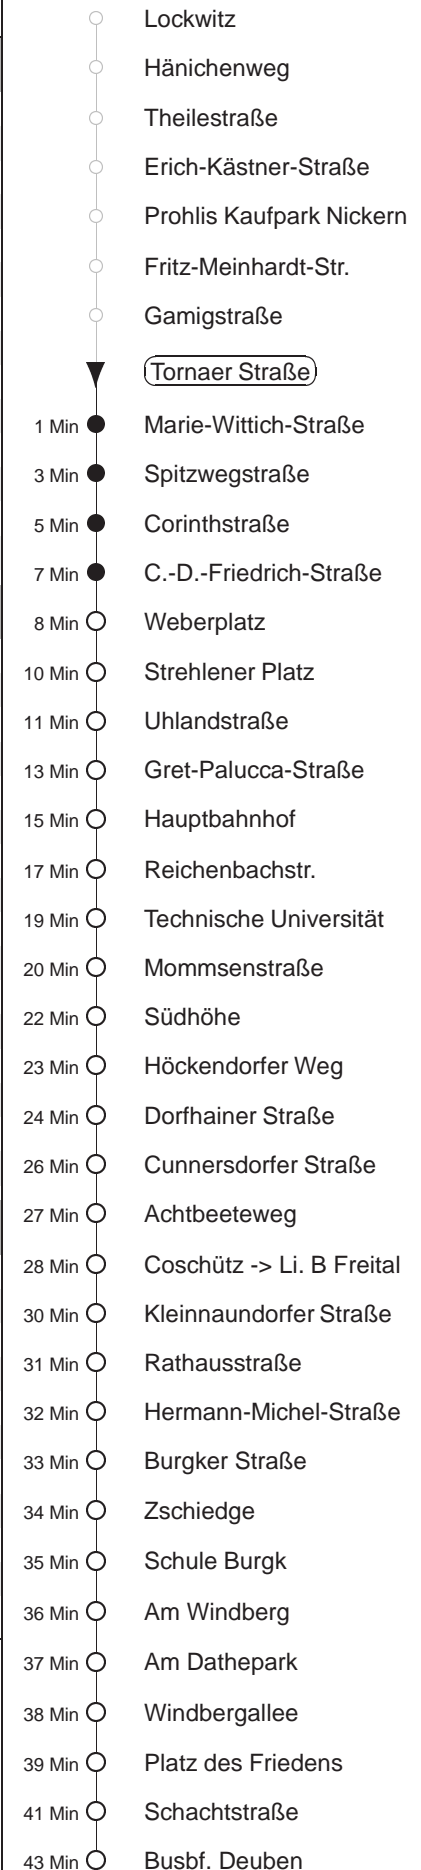 Lockwitz
Hänichenweg
Theilestraße
Erich-Kästner-Straße
Prohlis Kaufpark Nickern
Fritz-Meinhardt-Str.
Gamigstraße
Tornaer Straße
1 Min Marie-Wittich-Straße
3 Min Spitzwegstraße
5 Min Corinthstraße
7 Min C.-D.-Friedrich-Straße
8 Min Weberplatz
10 Min Strehlener Platz
11 Min Uhlandstraße
13 Min Gret-Palucca-Straße
15 Min Hauptbahnhof
17 Min Reichenbachstr.
19 Min Technische Universität
20 Min Mommsenstraße
22 Min Südhöhe
23 Min Höckendorfer Weg
24 Min Dorfhainer Straße
26 Min Cunnersdorfer Straße
27 Min Achtbeeteweg
28 Min Coschütz -> Li. B Freital
30 Min Kleinnaundorfer Straße
31 Min Rathausstraße
32 Min Hermann-Michel-Straße
33 Min Burgker Straße
34 Min Zschiedge
35 Min Schule Burgk
36 Min Am Windberg
37 Min Am Dathepark
38 Min Windbergallee
39 Min Platz des Friedens
41 Min Schachtstraße
43 Min Busbf. Deuben